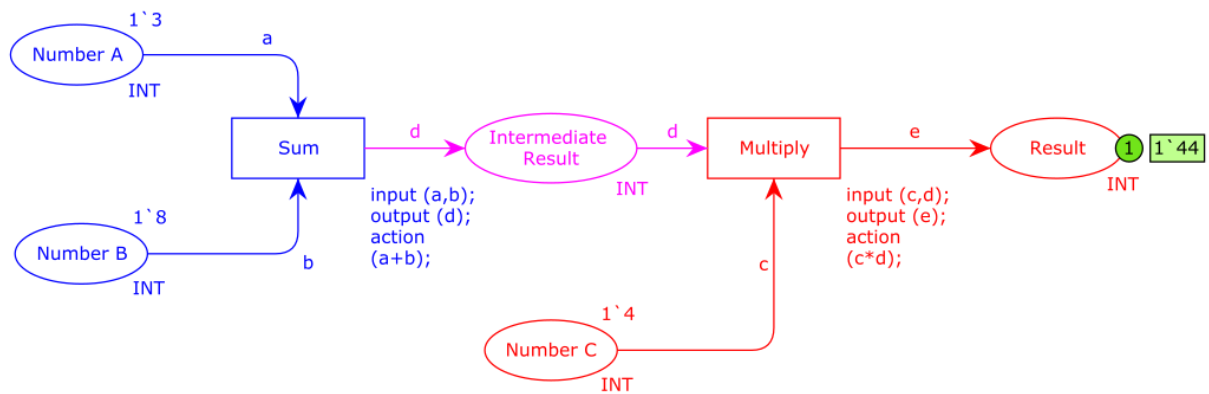 1`3
Number A
INT
a
Sum
1`8
Number B
INT
b
input (a,b);
output (d);
action
(a+b);
d
Intermediate
Result
INT
d
Multiply
1`4
Number C
INT
c
input (c,d);
output (e);
action
(c*d);
e
Result
INT
1
1`44